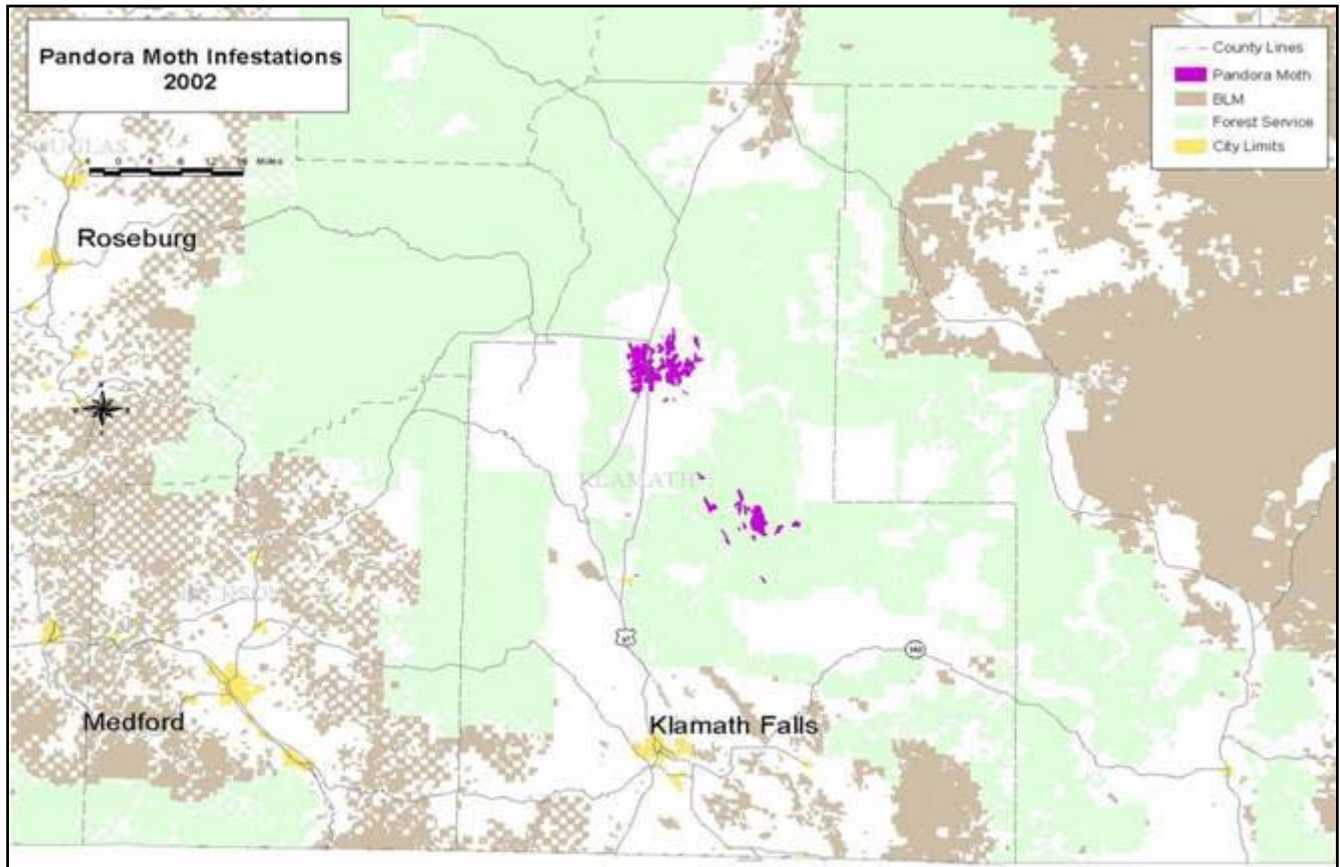 Pandora Moth Infestations
2002
County Lines
Pandora Moth
BLM
Forest Service
City Limits
Miles
Roseburg
KLAMATH
97
140
Medford
Klamath Falls